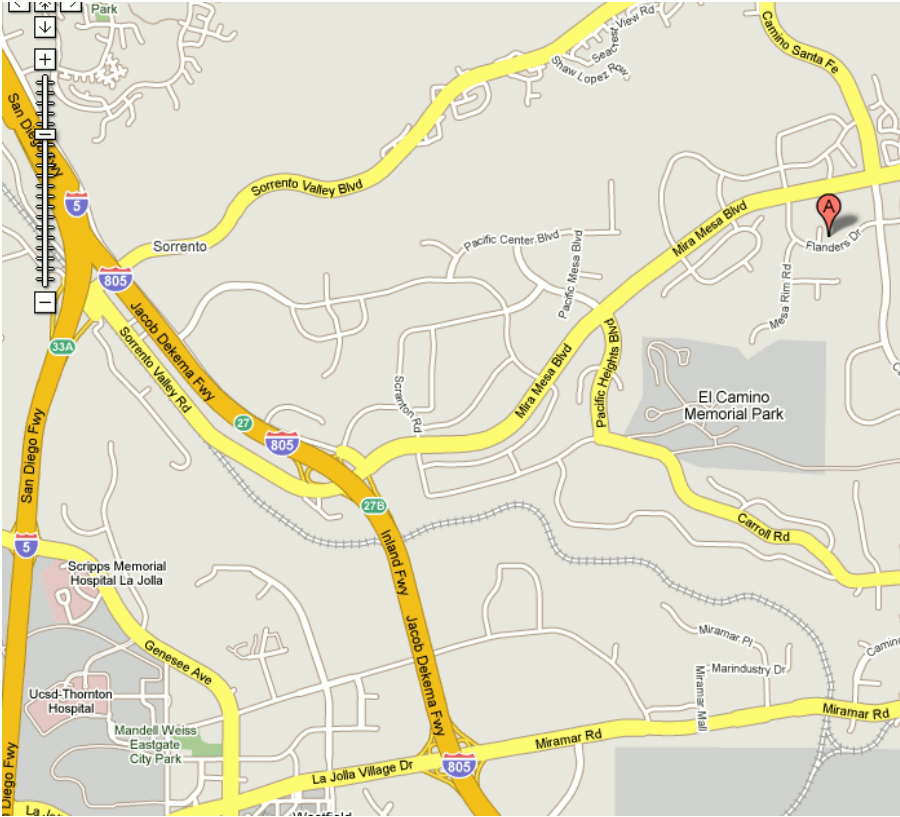 Park
Seacrest View Rd
Camino Santa Fe
Shaw Lopez Row
San Diego Fwy
5
Sorrento Valley Blvd
A
Mira Mesa Blvd
Flanders Dr
Sorrento
Pacific Center Blvd
Pacific Mesa Blvd
805
Mesa Rim Rd
33A
Jacob Dekema Fwy
Sorrento Valley Rd
Pacific Heights Blvd
Mira Mesa Blvd
Scranton Rd
El Camino
Memorial Park
27
805
San Diego Fwy
27B
Carroll Rd
Inland Fwy
5
Scripps Memorial
Hospital La Jolla
Jacob Dekema Fwy
Genesee Ave
Miramar Pl
Marindustry Dr
Camino
Miramar Mall
Ucsd-Thornton
Hospital
Miramar Rd
Mandell Weiss
Eastgate
City Park
Miramar Rd
805
La Jolla Village Dr
Diego Fwy
La Jol
Westfield